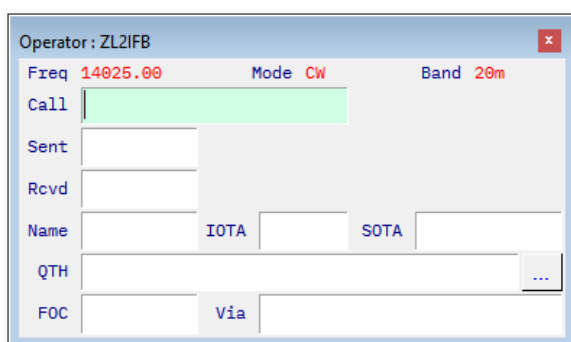 Operator : ZL2IFB x
Freq 14025.00 Mode CW Band 20m
Call
Sent
Rcvd
Name IOTA SOTA
QTH ...
FOC Via